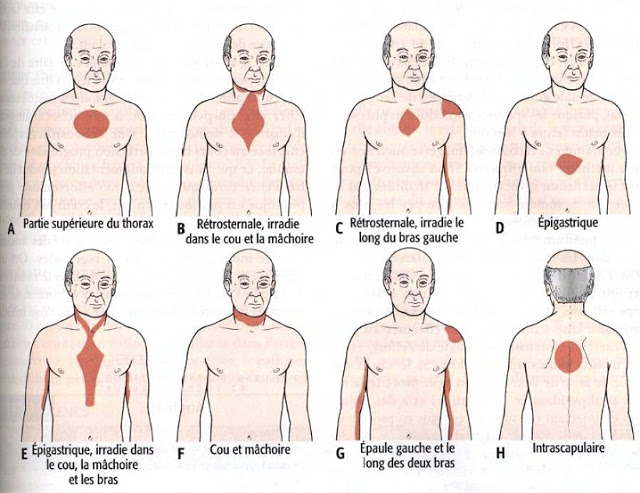 A Partie supérieure du thorax
B Rétrosternale, irradie
dans le cou et la mâchoire
C Rétrosternale, irradie le
long du bras gauche
D Épigastrique
E Épigastrique, irradie dans
le cou, la mâchoire
et les bras
F Cou et mâchoire
G Épaule gauche et le
long des deux bras
H Intrascapulaire